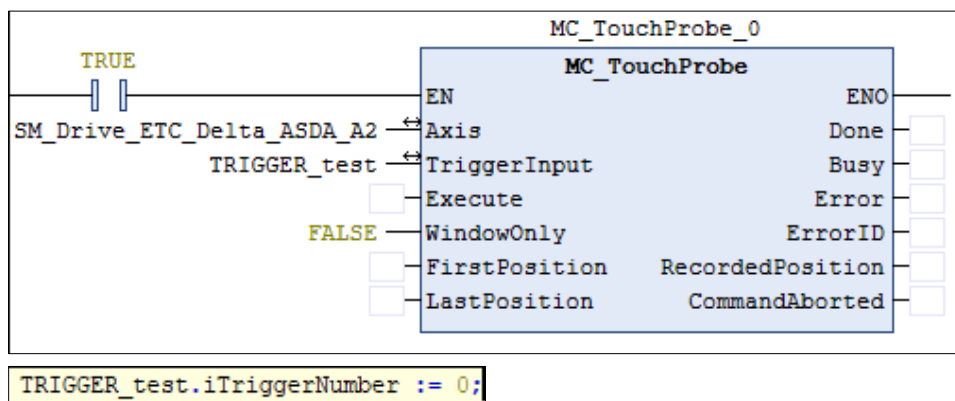 MC_TouchProbe_0
TRUE
MC_TouchProbe
EN ENO
SM_Drive_ETC_Delta_ASDA_A2 Axis Done
TRIGGER_test TriggerInput Busy
Execute Error
FALSE WindowOnly ErrorID
FirstPosition RecordedPosition
LastPosition CommandAborted
TRIGGER_test.iTriggerNumber := 0;